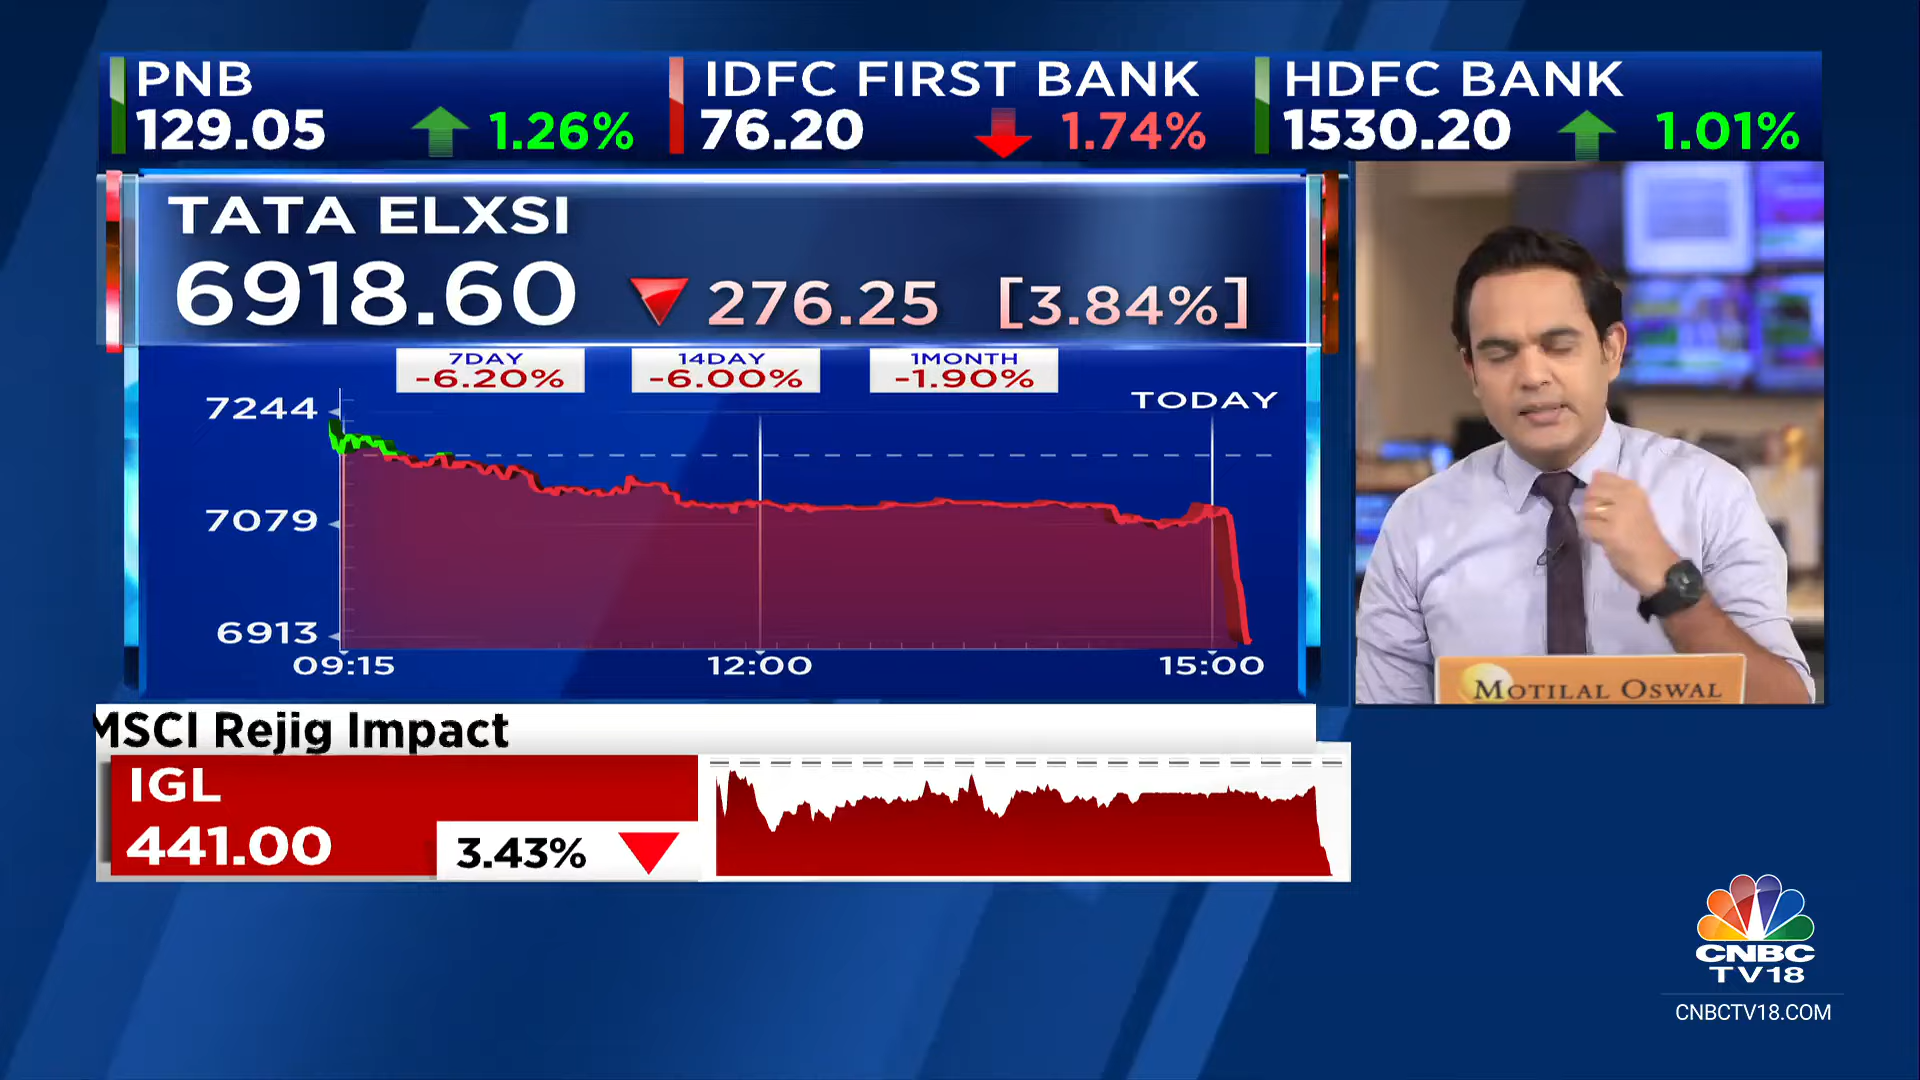 PNB
129.05 1.26%
IDFC FIRST BANK
76.20 1.74%
HDFC BANK
1530.20 1.01%
TATA ELXSI
6918.60 276.25 [3.84%]
7DAY
-6.20%
14DAY
-6.00%
1MONTH
-1.90%
TODAY
7244
7079
6913
09:15 12:00 15:00
MOTILAL OSWAL
MSCI Rejig Impact
IGL
441.00 3.43%
CNBC
TV18
CNBCTV18.COM